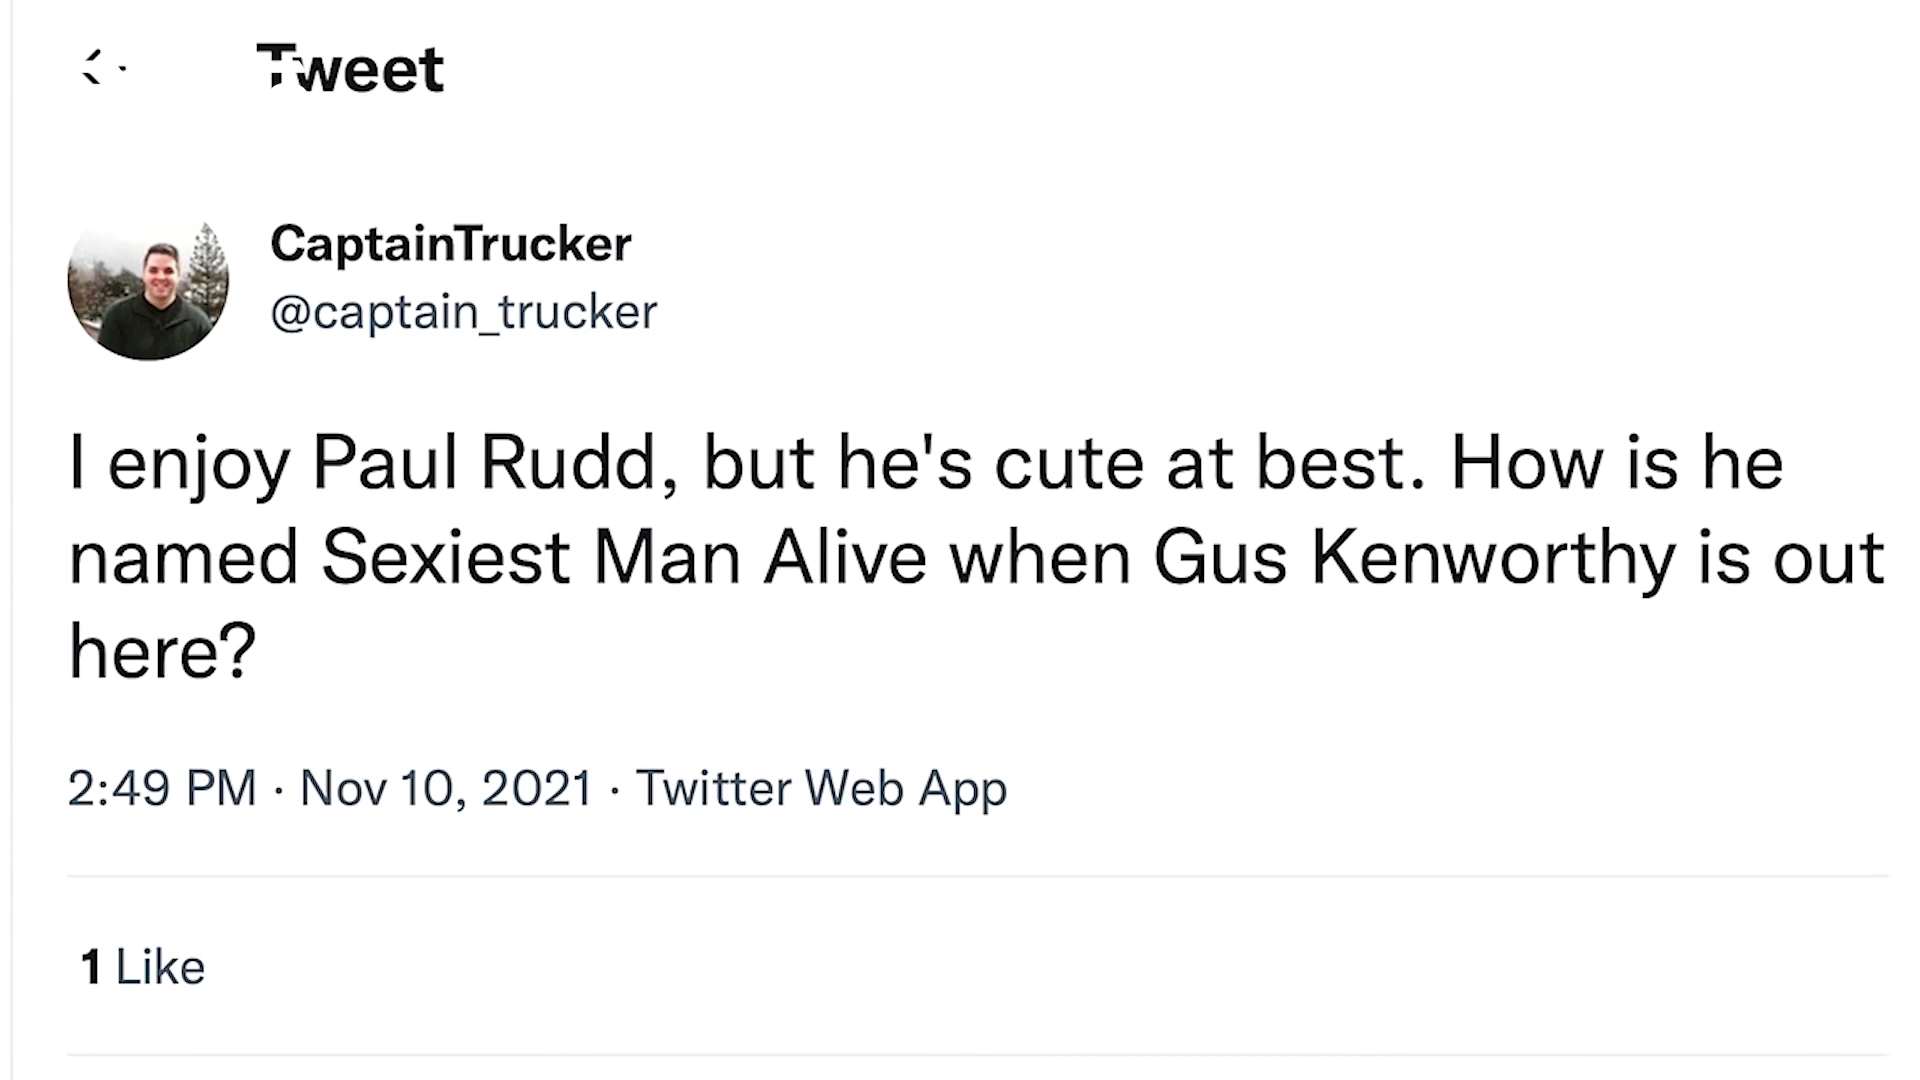 Tweet
CaptainTrucker
@captain_trucker
I enjoy Paul Rudd, but he's cute at best. How is he
named Sexiest Man Alive when Gus Kenworthy is out
here?
2:49 PM · Nov 10, 2021 · Twitter Web App
1 Like